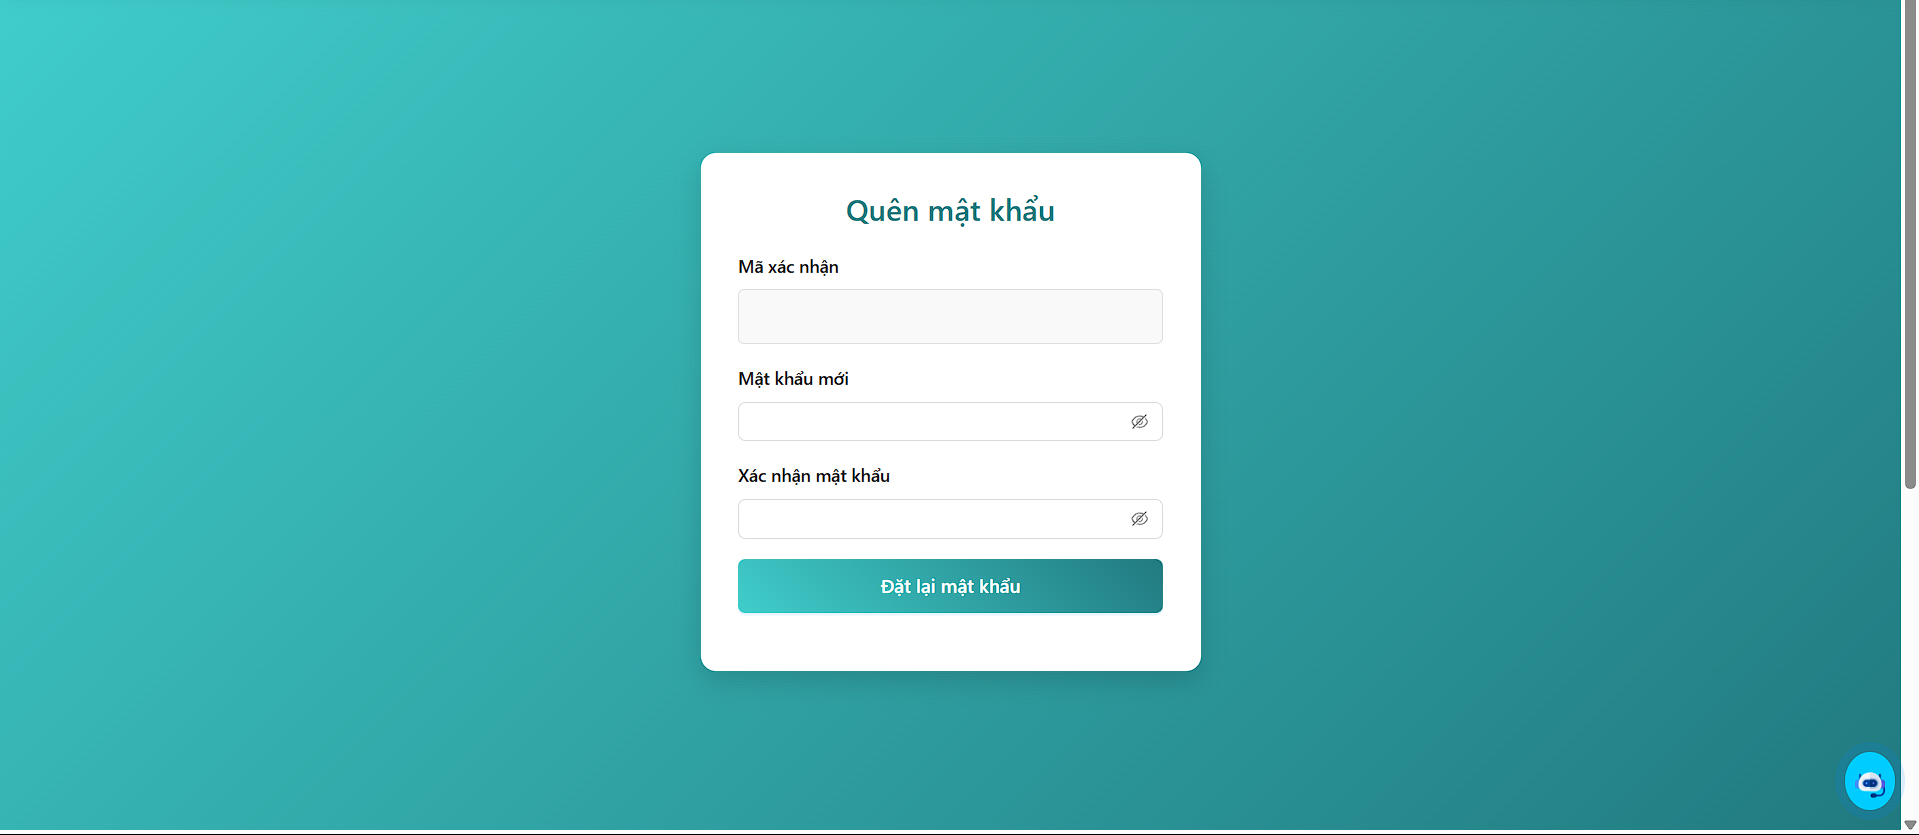 Quên mật khẩu
Mã xác nhận
Mật khẩu mới
Xác nhận mật khẩu
Đặt lại mật khẩu